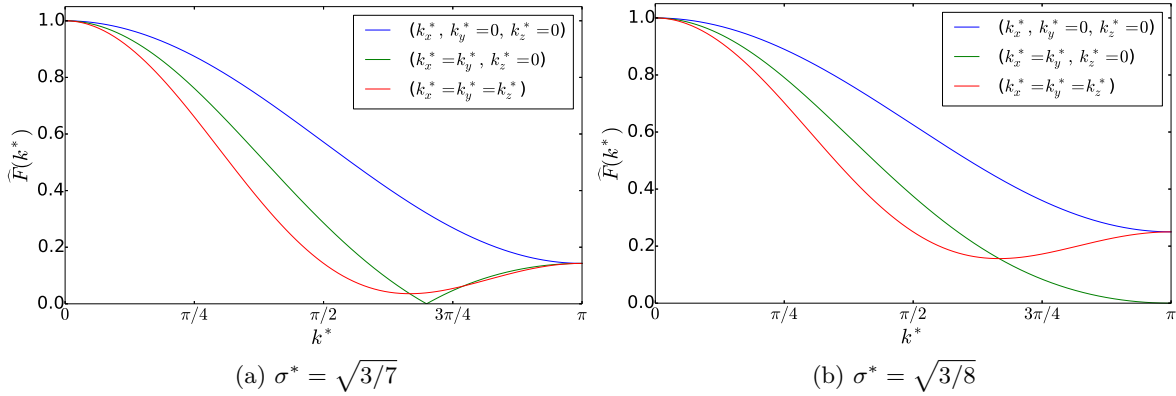 1.0
0.8
0.6
0.4
0.2
0.0
0 π/4 π/2 3π/4 π
k*
F̂(k*)
(k_x^*, k_y^*=0, k_z^*=0)
(k_x^*=k_y^*, k_z^*=0)
(k_x^*=k_y^*=k_z^*)
(a) σ* = √3/7
1.0
0.8
0.6
0.4
0.2
0.0
0 π/4 π/2 3π/4 π
k*
F̂(k*)
(k_x^*, k_y^*=0, k_z^*=0)
(k_x^*=k_y^*, k_z^*=0)
(k_x^*=k_y^*=k_z^*)
(b) σ* = √3/8